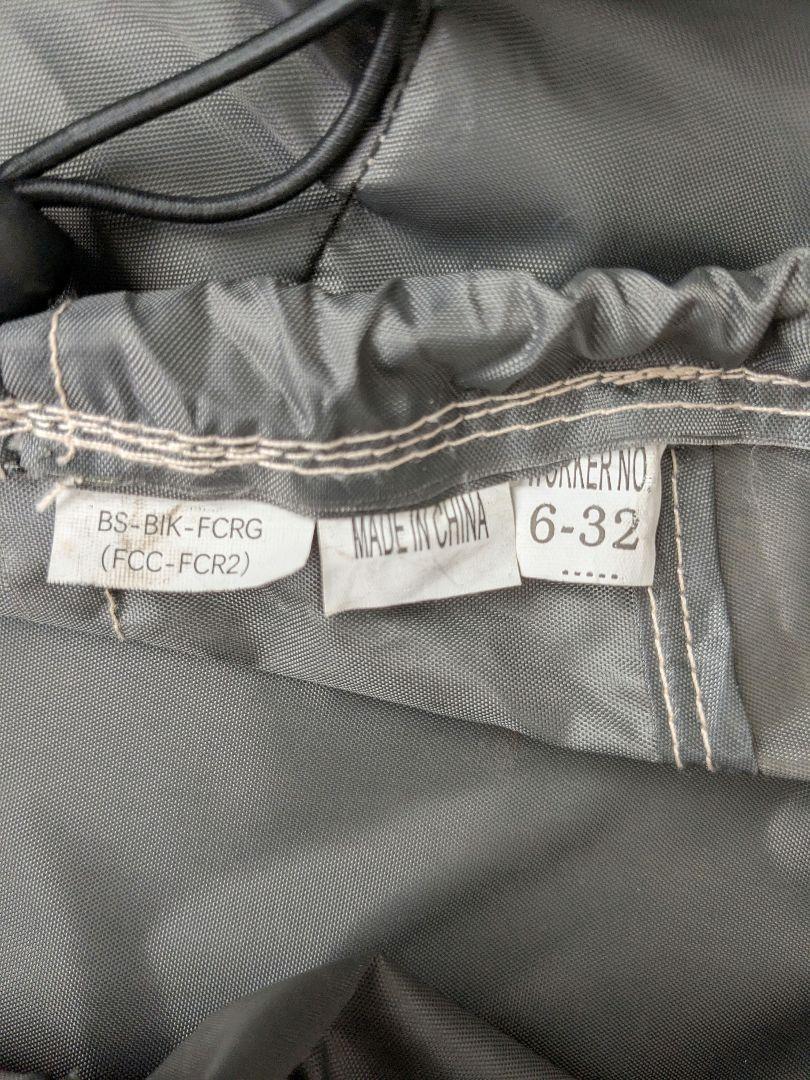 BS-BIK-FCRG
(FCC-FCR2)
MADE IN CHINA
WORKER NO
6-32